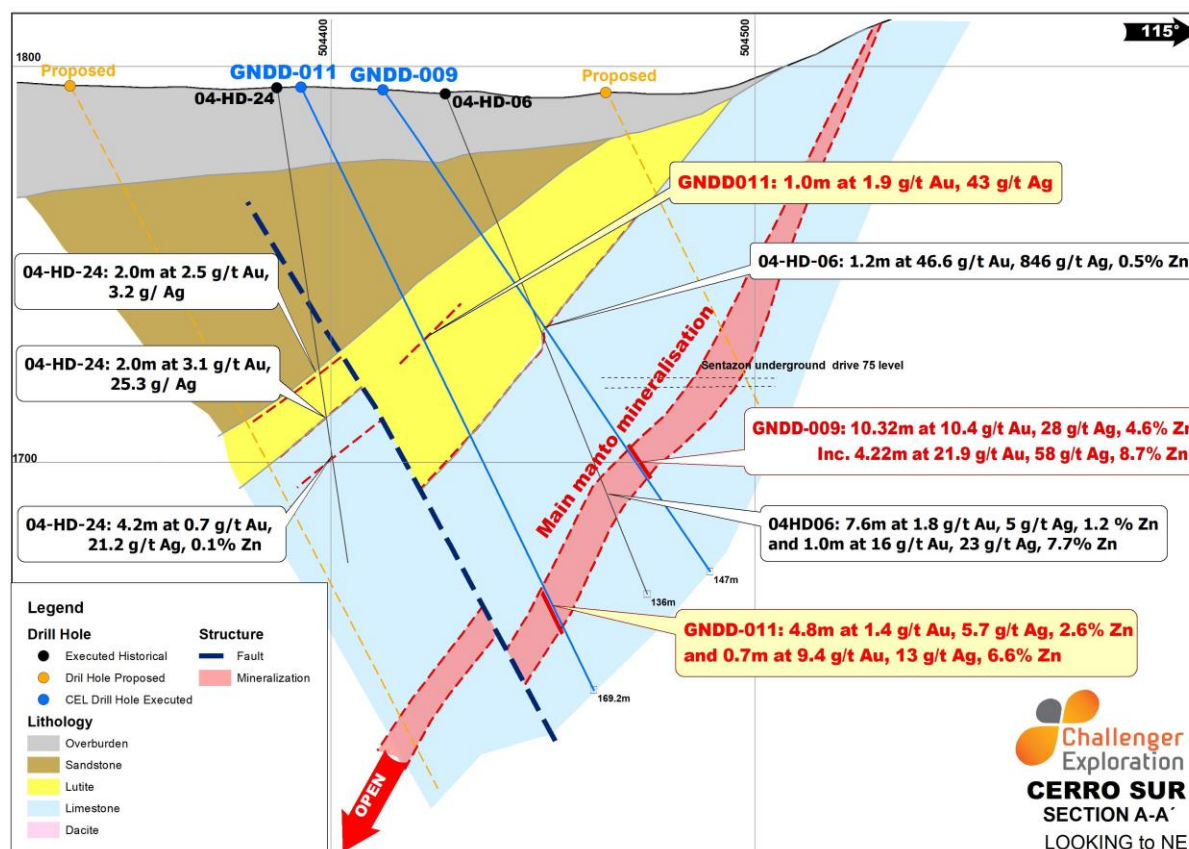 115°
504400
504500
1800
Proposed
GNDD-011
GNDD-009
Proposed
04-HD-24
04-HD-06
GNDD011: 1.0m at 1.9 g/t Au, 43 g/t Ag
04-HD-24: 2.0m at 2.5 g/t Au,
3.2 g/ Ag
04-HD-06: 1.2m at 46.6 g/t Au, 846 g/t Ag, 0.5% Zn
04-HD-24: 2.0m at 3.1 g/t Au,
25.3 g/ Ag
Main manto mineralisation
Sentazon underground drive 75 level
GNDD-009: 10.32m at 10.4 g/t Au, 28 g/t Ag, 4.6% Zn
Inc. 4.22m at 21.9 g/t Au, 58 g/t Ag, 8.7% Zn
1700
04-HD-24: 4.2m at 0.7 g/t Au,
21.2 g/t Ag, 0.1% Zn
04HD06: 7.6m at 1.8 g/t Au, 5 g/t Ag, 1.2 % Zn
and 1.0m at 16 g/t Au, 23 g/t Ag, 7.7% Zn
147m
136m
GNDD-011: 4.8m at 1.4 g/t Au, 5.7 g/t Ag, 2.6% Zn
and 0.7m at 9.4 g/t Au, 13 g/t Ag, 6.6% Zn
169.2m
OPEN
Legend
Drill Hole
Executed Historical
Dril Hole Proposed
CEL Drill Hole Executed
Structure
Fault
Mineralization
Lithology
Overburden
Sandstone
Lutite
Limestone
Dacite
Challenger
Exploration
CERRO SUR
SECTION A-A´
LOOKING to NE